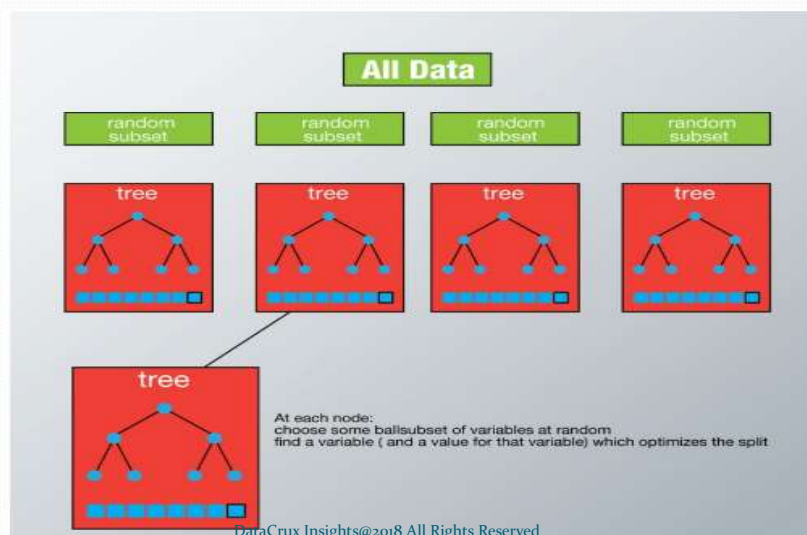 All Data
random
subset
random
subset
random
subset
random
subset
tree
tree
tree
tree
tree
At each node:
choose some ballsubset of variables at random
find a variable ( and a value for that variable) which optimizes the split
DataCrux Insights@2018 All Rights Reserved